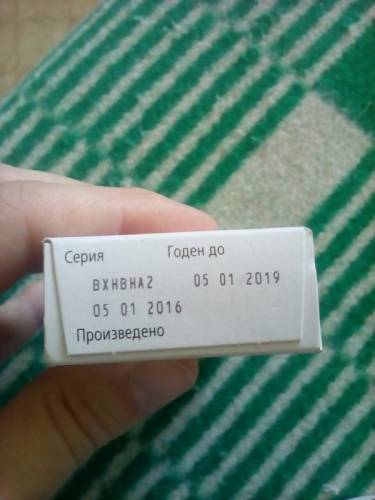 Серия Годен до
BXHBHA2 05 01 2019
05 01 2016
Произведено